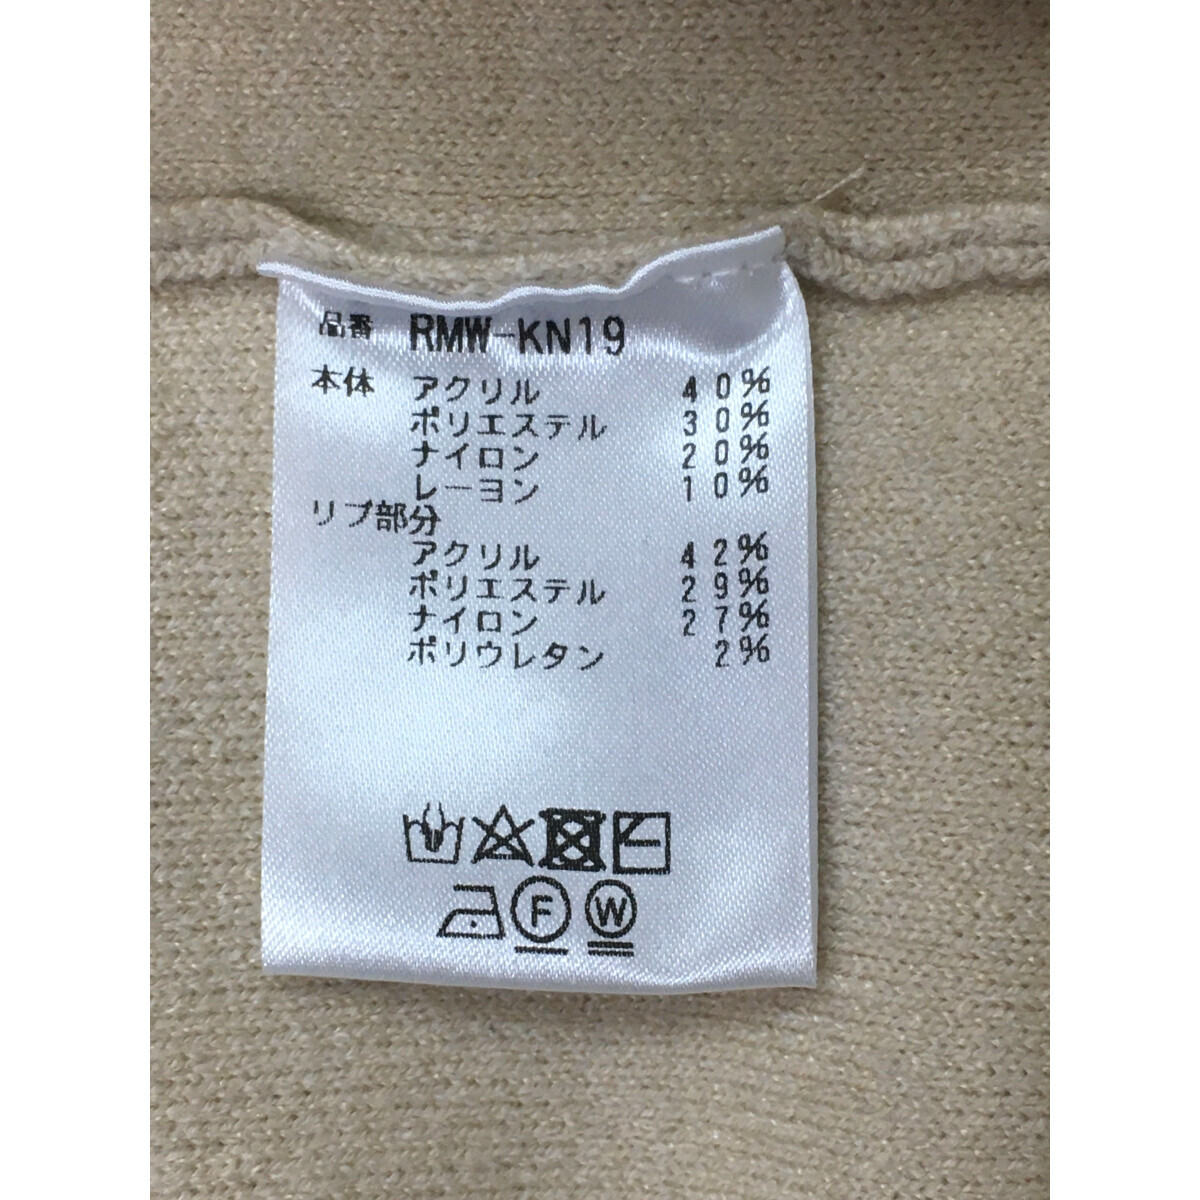 品番 RMW-KN19
本体 アクリル 40%
ポリエステル 30%
ナイロン 20%
レーヨン 10%
リブ部分
アクリル 42%
ポリエステル 29%
ナイロン 27%
ポリウレタン 2%
F W